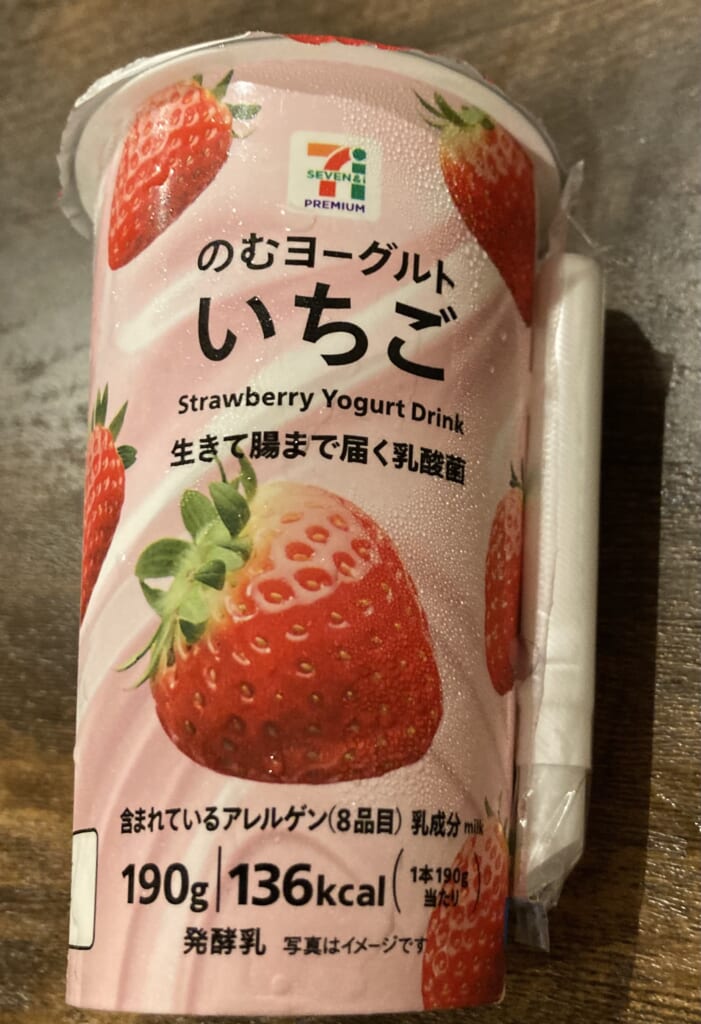 SEVEN&i
PREMIUM
のむヨーグルト
いちご
Strawberry Yogurt Drink
生きて腸まで届く乳酸菌
含まれているアレルゲン(8品目) 乳成分 milk
190g 136kcal (1本190g当たり)
発酵乳 写真はイメージです